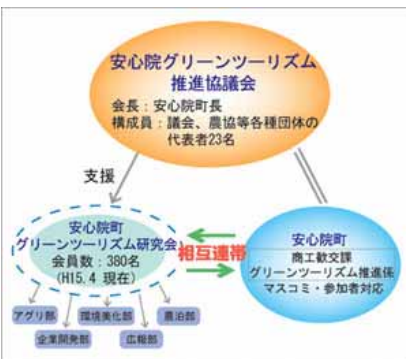 安心院グリーンツーリズム
推進協議会
会長：安心院町長
構成員：議会、農協等各種団体の
代表者23名
支援
安心院町
グリーンツーリズム研究会
会員数：380名
(H15.4 現在)
相互連帯
安心院町
商工歓交課
グリーンツーリズム推進係
マスコミ・参加者対応
アグリ部
環境美化部
農泊部
企業開発部
広報部